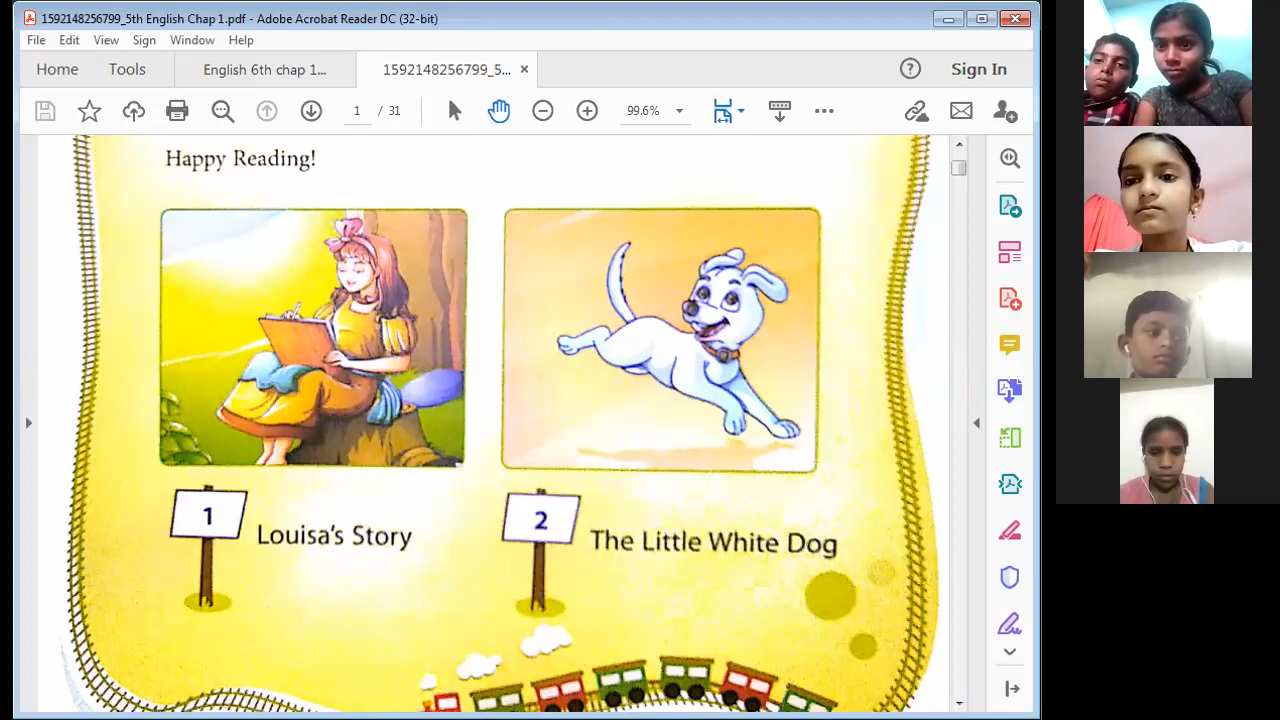 1592148256799_5th English Chap 1.pdf - Adobe Acrobat Reader DC (32-bit)
File Edit View Sign Window Help
Home Tools English 6th chap 1... 1592148256799_5... Sign In
1 / 31 99.6%
Happy Reading!
1 Louisa's Story
2 The Little White Dog